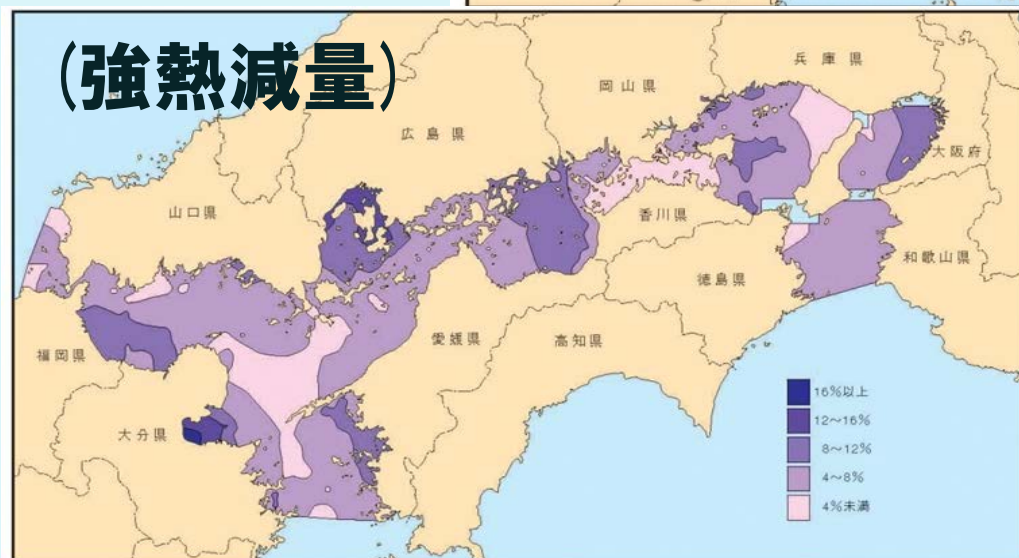 (強熱減量)
兵庫県
岡山県
広島県
大阪府
山口県
香川県
和歌山県
徳島県
愛媛県
高知県
福岡県
大分県
16%以上
12〜16%
8〜12%
4〜8%
4%未満